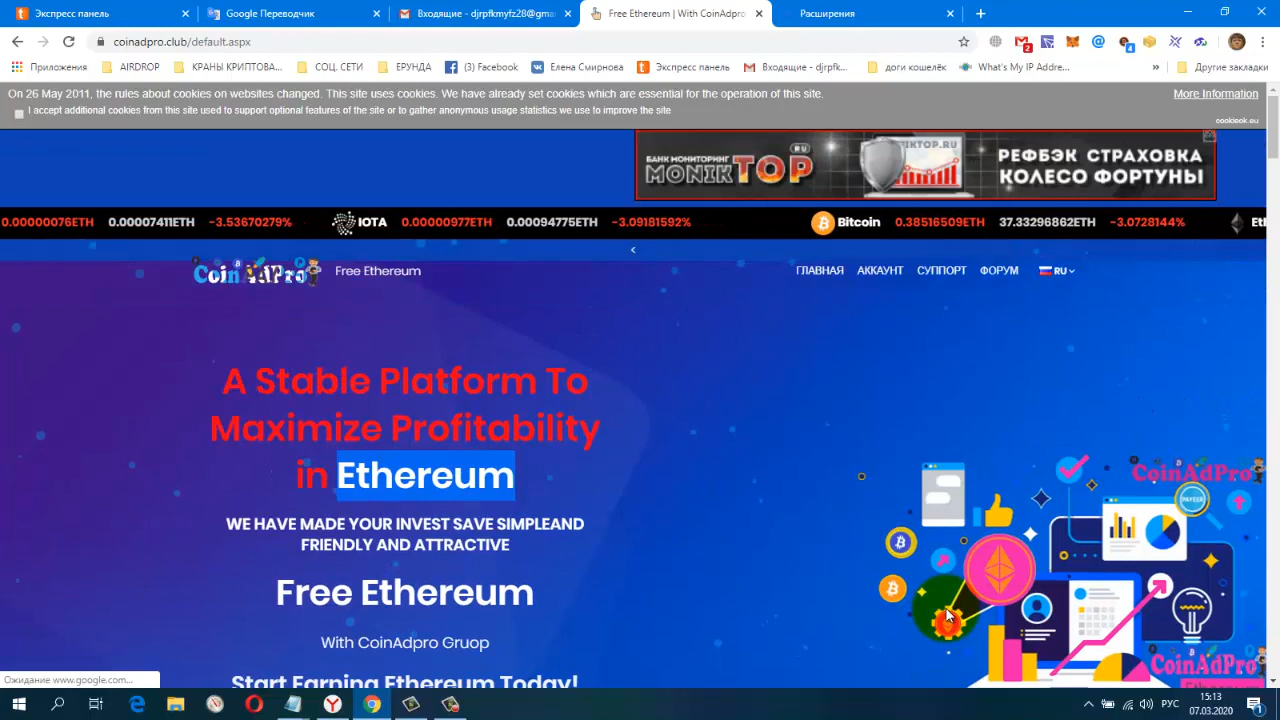 Экспресс панель
Google Переводчик
Входящие - djrpfkmyfz28@gma
Free Ethereum | With CoinAdpro
Расширения
coinadpro.club/default.aspx
2
4
Приложения
AIRDROP
КРАНЫ КРИПТОВА...
СОЦ. СЕТИ
ЕРУНДА
(3) Facebook
Елена Смирнова
Экспресс панель
Входящие - djrpfk...
доги кошелёк
What's My IP Addre...
»
Другие закладки
On 26 May 2011, the rules about cookies on websites changed. This site uses cookies. We have already set cookies which are essential for the operation of this site.
More Information
I accept additional cookies from this site used to support optional features of the site or to gather anonymous usage statistics we use to improve the site
cookieok.eu
БАНК МОНИТОРИНГ
MONIKTOP
RU
РЕФБЭК СТРАХОВКА
КОЛЕСО ФОРТУНЫ
0.00000076ETH 0.00007411ETH -3.53670279% IOTA 0.00000977ETH 0.00094775ETH -3.09181592% Bitcoin 0.38516509ETH 37.33296862ETH -3.0728144% Et
<
CoinAdPro
Free Ethereum
ГЛАВНАЯ
АККАУНТ
СУППОРТ
ФОРУМ
RU
A Stable Platform To
Maximize Profitability
in Ethereum
WE HAVE MADE YOUR INVEST SAVE SIMPLEAND
FRIENDLY AND ATTRACTIVE
Free Ethereum
With CoinAdpro Gruop
Start Earning Ethereum Today!
CoinAdPro
PAYEER
CoinAdPro
Ожидание www.google.com...
РУС
15:13
07.03.2020
1